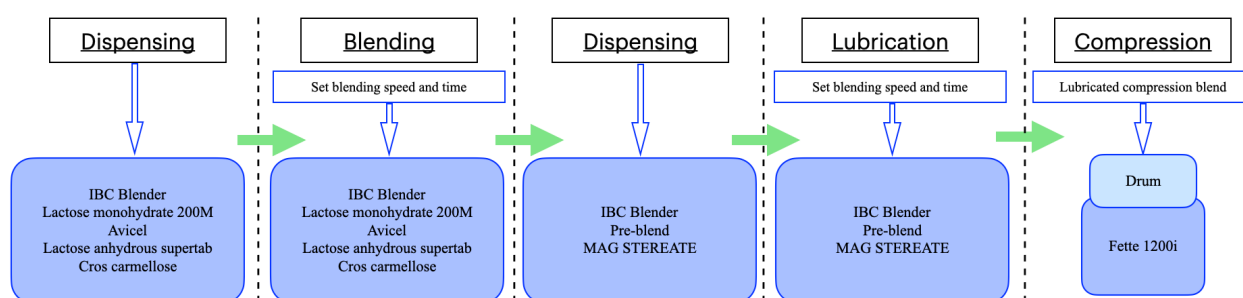 Dispensing
IBC Blender
Lactose monohydrate 200M
Avicel
Lactose anhydrous supertab
Cros carmellose
Blending
Set blending speed and time
IBC Blender
Lactose monohydrate 200M
Avicel
Lactose anhydrous supertab
Cros carmellose
Dispensing
IBC Blender
Pre-blend
MAG STEREATE
Lubrication
Set blending speed and time
IBC Blender
Pre-blend
MAG STEREATE
Compression
Lubricated compression blend
Drum
Fette 1200i